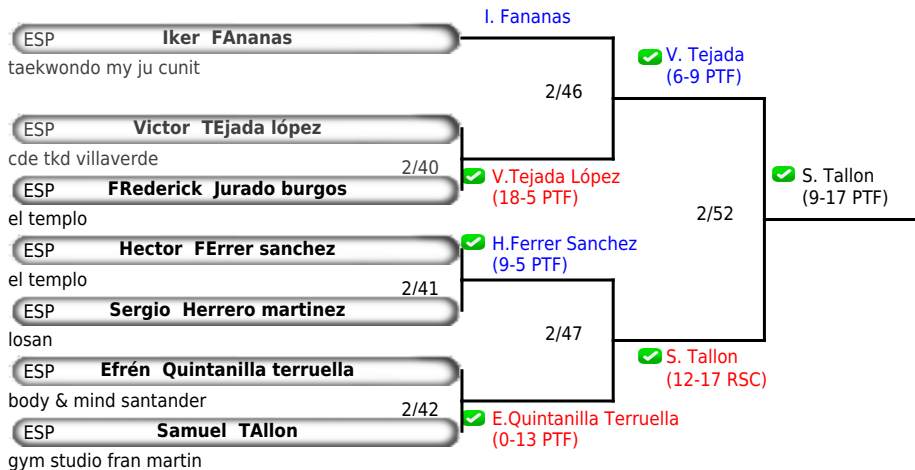 I. Fananas
ESP Iker FAnanas
taekwondo my ju cunit
V. Tejada
(6-9 PTF)
2/46
ESP Victor TEjada lópez
cde tkd villaverde
2/40
V.Tejada López
(18-5 PTF)
ESP FRederick Jurado burgos
el templo
S. Tallon
(9-17 PTF)
2/52
ESP Hector FErrer sanchez
el templo
H.Ferrer Sanchez
(9-5 PTF)
2/41
ESP Sergio Herrero martinez
losan
2/47
S. Tallon
(12-17 RSC)
ESP Efrén Quintanilla terruella
body & mind santander
2/42
E.Quintanilla Terruella
(0-13 PTF)
ESP Samuel TAllon
gym studio fran martin